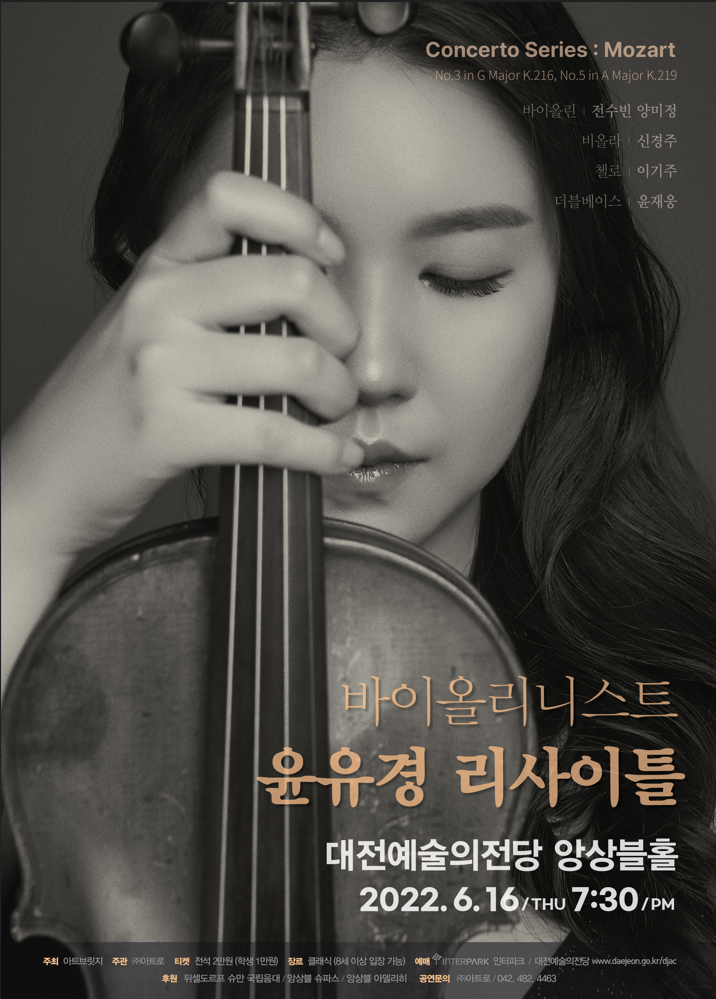 Concerto Series : Mozart
No.3 in G Major K.216, No.5 in A Major K.219
바이올린 | 전수빈 양미정
비올라 | 신경주
첼로 | 이기주
더블베이스 | 윤재웅
바이올리니스트
윤유경 리사이틀
대전예술의전당 앙상블홀
2022. 6. 16 / THU 7:30 / PM
주최 아트브릿지 주관 ㈜아트로 티켓 전석 2만원 (학생 1만원) 장르 클래식 (8세 이상 입장 가능) 예매 INTERPARK 인터파크 / 대전예술의전당 www.daejeon.go.kr/djac
후원 뒤셀도르프 슈만 국립음대 / 앙상블 슈파스 / 앙상블 아델리히 공연문의 ㈜아트로 / 042. 482. 4463